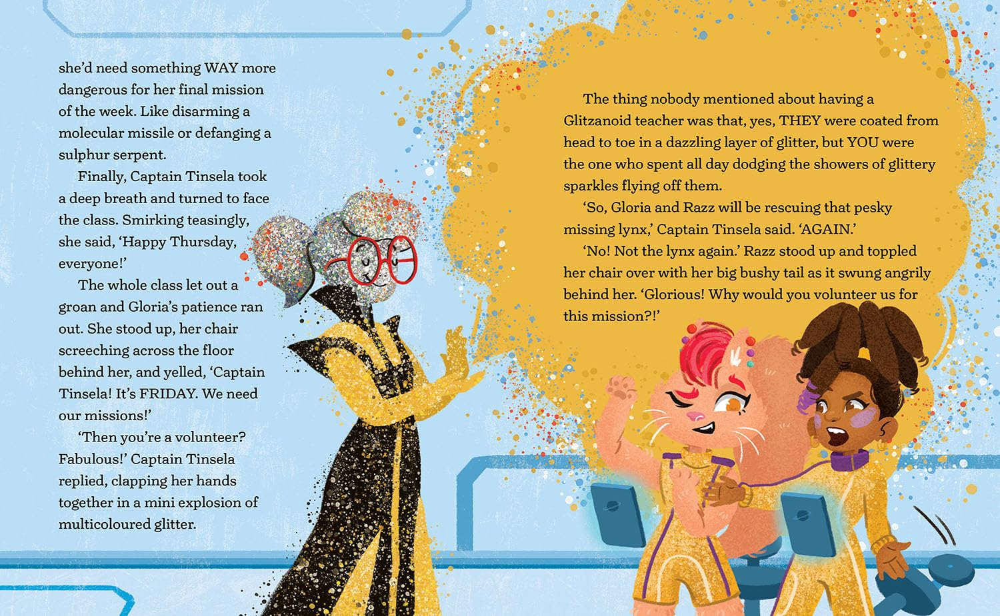 she’d need something WAY more
dangerous for her final mission
of the week. Like disarming a
molecular missile or defanging a
sulphur serpent.
Finally, Captain Tinsela took
a deep breath and turned to face
the class. Smirking teasingly,
she said, ‘Happy Thursday,
everyone!’
The whole class let out a
groan and Gloria’s patience ran
out. She stood up, her chair
screeching across the floor
behind her, and yelled, ‘Captain
Tinsela! It’s FRIDAY. We need
our missions!’
‘Then you’re a volunteer?
Fabulous!’ Captain Tinsela
replied, clapping her hands
together in a mini explosion of
multicoloured glitter.
The thing nobody mentioned about having a
Glitzanoid teacher was that, yes, THEY were coated from
head to toe in a dazzling layer of glitter, but YOU were
the one who spent all day dodging the showers of glittery
sparkles flying off them.
‘So, Gloria and Razz will be rescuing that pesky
missing lynx,’ Captain Tinsela said. ‘AGAIN.’
‘No! Not the lynx again.’ Razz stood up and toppled
her chair over with her big bushy tail as it swung angrily
behind her. ‘Glorious! Why would you volunteer us for
this mission?!’